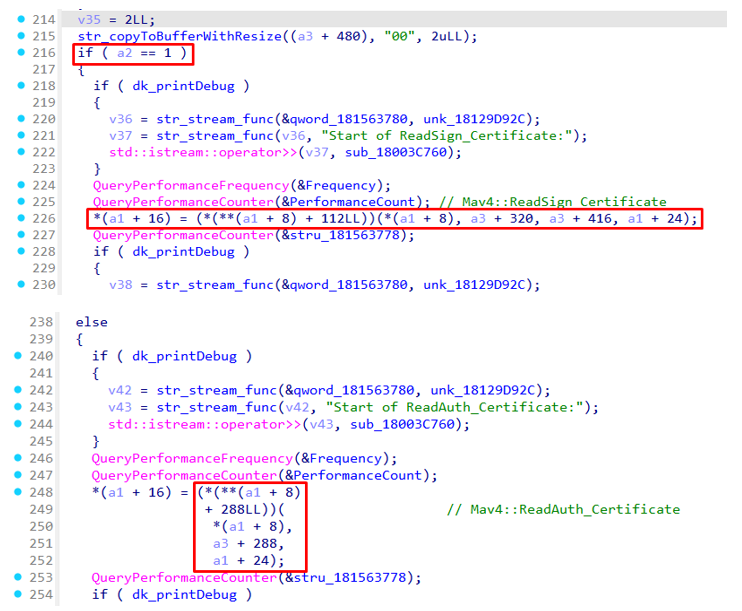 214 v35 = 2LL;
215 str_copyToBufferWithResize((a3 + 480), "00", 2uLL);
216 if ( a2 == 1 )
217 {
218 if ( dk_printDebug )
219 {
220 v36 = str_stream_func(&qword_181563780, unk_18129D92C);
221 v37 = str_stream_func(v36, "Start of ReadSign_Certificate:");
222 std::istream::operator>>(v37, sub_18003C760);
223 }
224 QueryPerformanceFrequency(&Frequency);
225 QueryPerformanceCounter(&PerformanceCount); // Mav4::ReadSign Certificate
226 *(a1 + 16) = (*(**(a1 + 8) + 112LL))(*(a1 + 8), a3 + 320, a3 + 416, a1 + 24);
227 QueryPerformanceCounter(&stru_181563778);
228 if ( dk_printDebug )
229 {
230 v38 = str_stream_func(&qword_181563780, unk_18129D92C);
238 else
239 {
240 if ( dk_printDebug )
241 {
242 v42 = str_stream_func(&qword_181563780, unk_18129D92C);
243 v43 = str_stream_func(v42, "Start of ReadAuth_Certificate:");
244 std::istream::operator>>(v43, sub_18003C760);
245 }
246 QueryPerformanceFrequency(&Frequency);
247 QueryPerformanceCounter(&PerformanceCount);
248 *(a1 + 16) = (*(**(a1 + 8)
249 + 288LL))( // Mav4::ReadAuth_Certificate
250 *(a1 + 8),
251 a3 + 288,
252 a1 + 24);
253 QueryPerformanceCounter(&stru_181563778);
254 if ( dk_printDebug )